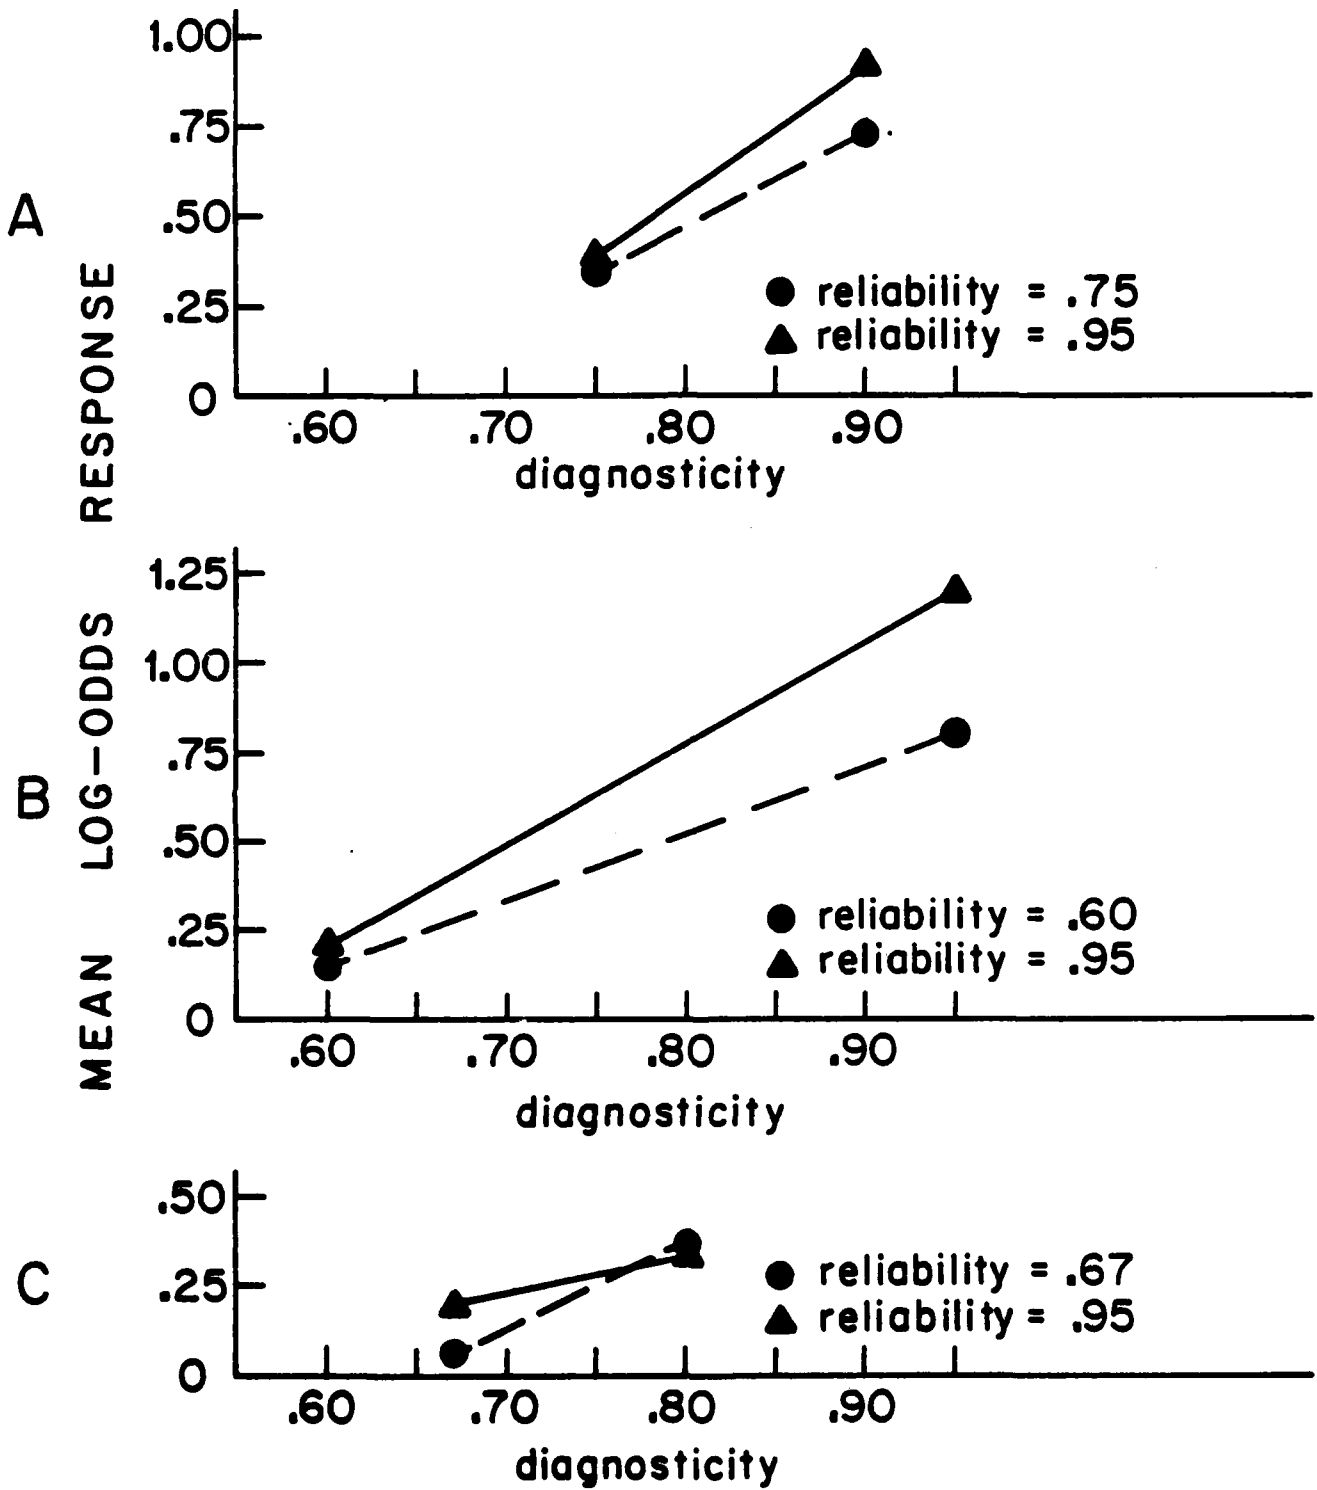 1.00
.75
A
.50
.25
reliability = .75
reliability = .95
0
.60 .70 .80 .90
diagnosticity
MEAN LOG-ODDS RESPONSE
1.25
1.00
.75
B
.50
.25
reliability = .60
reliability = .95
0
.60 .70 .80 .90
diagnosticity
.50
C
.25
reliability = .67
reliability = .95
0
.60 .70 .80 .90
diagnosticity